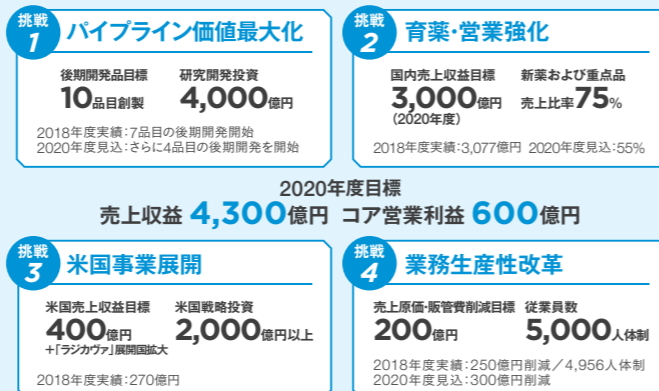 挑戦
1
パイプライン価値最大化
後期開発品目標
10品目創製
研究開発投資
4,000億円
2018年度実績：7品目の後期開発開始
2020年度見込：さらに4品目の後期開発を開始
挑戦
2
育薬・営業強化
国内売上収益目標
3,000億円
（2020年度）
新薬および重点品
売上比率75%
2018年度実績：3,077億円 2020年度見込：55%
2020年度目標
売上収益 4,300億円 コア営業利益 600億円
挑戦
3
米国事業展開
米国売上収益目標
400億円
＋「ラジカヴァ」展開国拡大
米国戦略投資
2,000億円以上
2018年度実績：270億円
挑戦
4
業務生産性改革
売上原価・販管費削減目標
200億円
従業員数
5,000人体制
2018年度実績：250億円削減／4,956人体制
2020年度見込：300億円削減